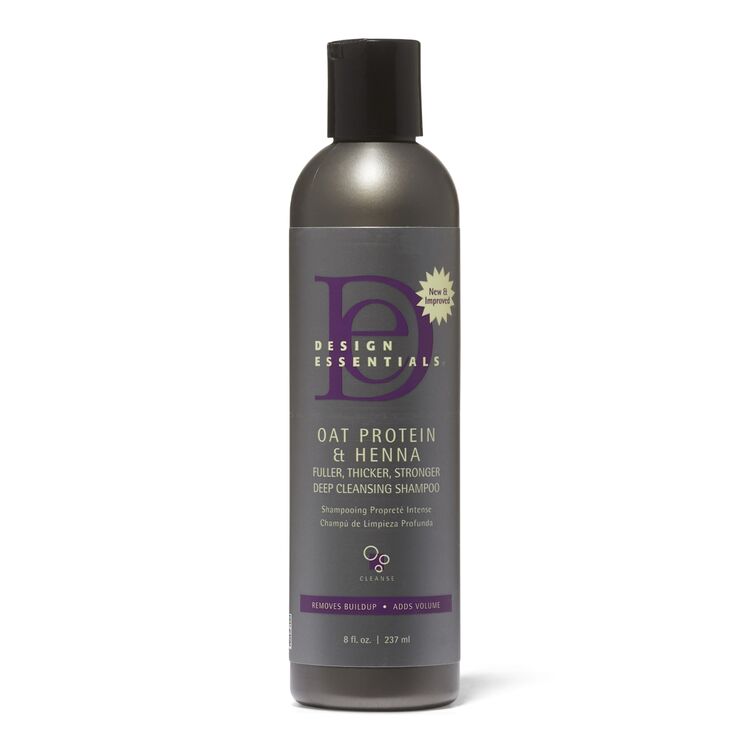 De
New &
Improved
DESIGN
ESSENTIALS®
OAT PROTEIN
& HENNA
FULLER, THICKER, STRONGER
DEEP CLEANSING SHAMPOO
Shampooing Propreté Intense
Champú de Limpieza Profunda
CLEANSE
REMOVES BUILDUP • ADDS VOLUME
8 fl. oz. | 237 ml